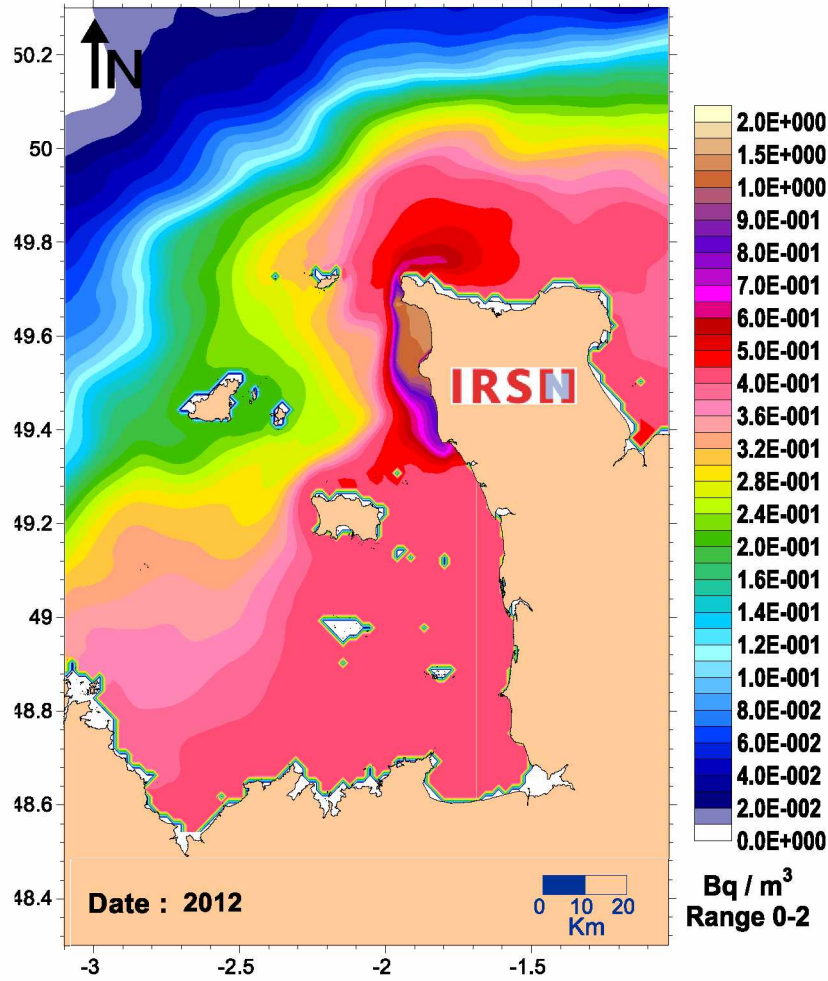 N
50.2
50
49.8
49.6
49.4
49.2
49
48.8
48.6
48.4
-3
-2.5
-2
-1.5
IRSN
Date : 2012
0 10 20
Km
2.0E+000
1.5E+000
1.0E+000
9.0E-001
8.0E-001
7.0E-001
6.0E-001
5.0E-001
4.0E-001
3.6E-001
3.2E-001
2.8E-001
2.4E-001
2.0E-001
1.6E-001
1.4E-001
1.2E-001
1.0E-001
8.0E-002
6.0E-002
4.0E-002
2.0E-002
0.0E+000
Bq / m³
Range 0-2